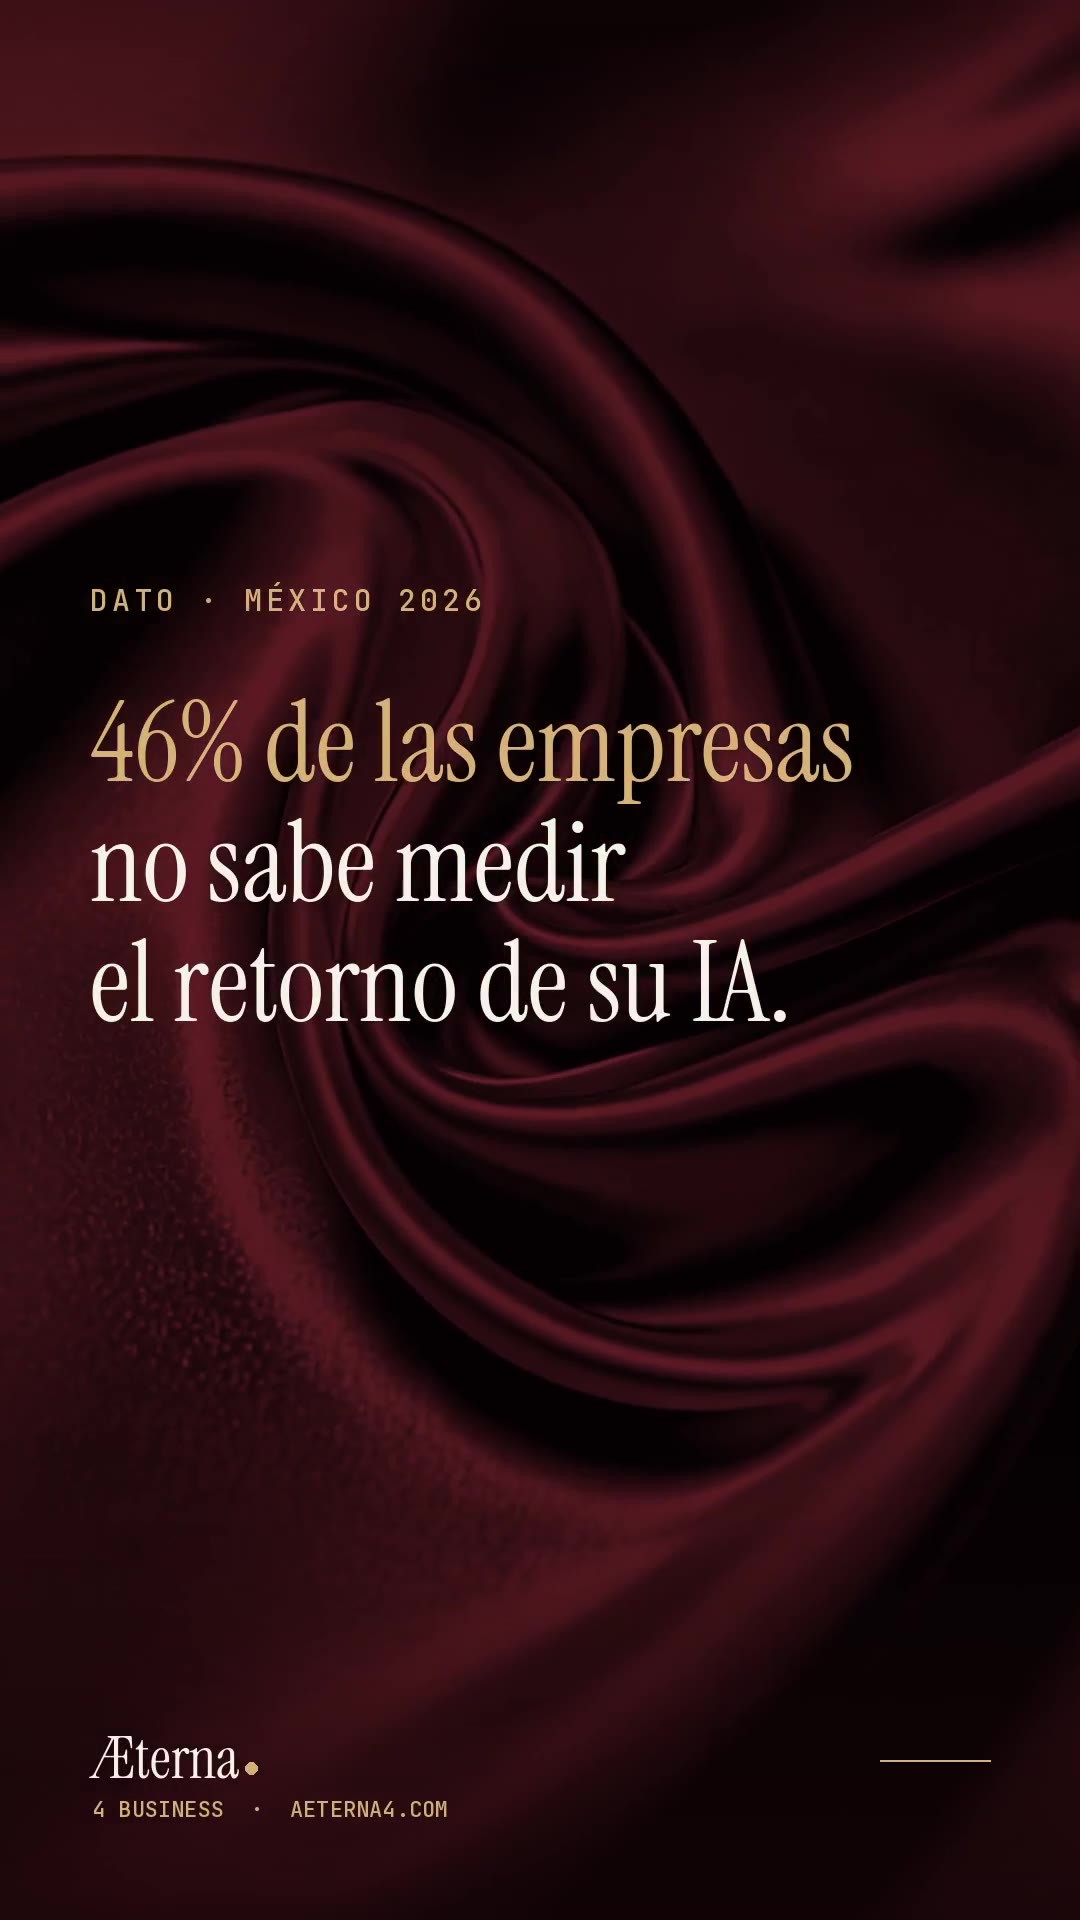 DATO · MÉXICO 2026
46% de las empresas
no sabe medir
el retorno de su IA.
Æterna.
4 BUSINESS · AETERNA4.COM